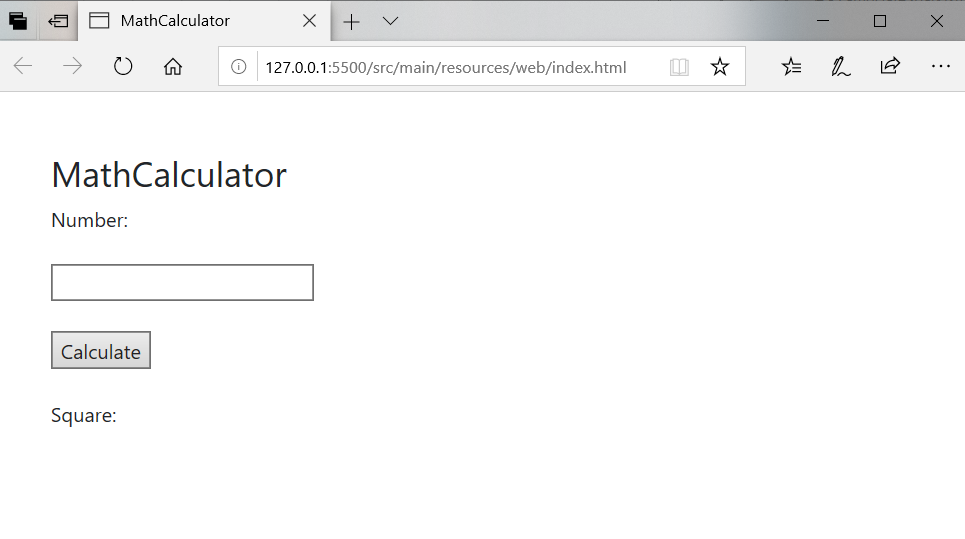 MathCalculator
127.0.0.1:5500/src/main/resources/web/index.html
MathCalculator
Number:
Calculate
Square: